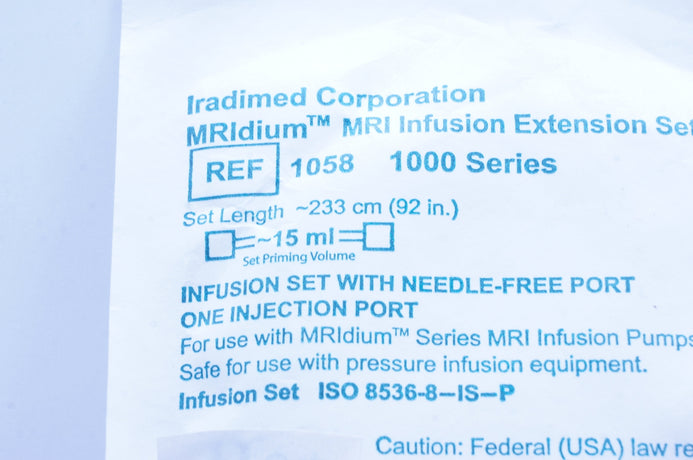 Iradimed Corporation
MRIdium™ MRI Infusion Extension Set
REF 1058 1000 Series
Set Length ~233 cm (92 in.)
~15 ml
Set Priming Volume
INFUSION SET WITH NEEDLE-FREE PORT
ONE INJECTION PORT
For use with MRIdium™ Series MRI Infusion Pumps
Safe for use with pressure infusion equipment.
Infusion Set ISO 8536-8-IS-P
Caution: Federal (USA) law re